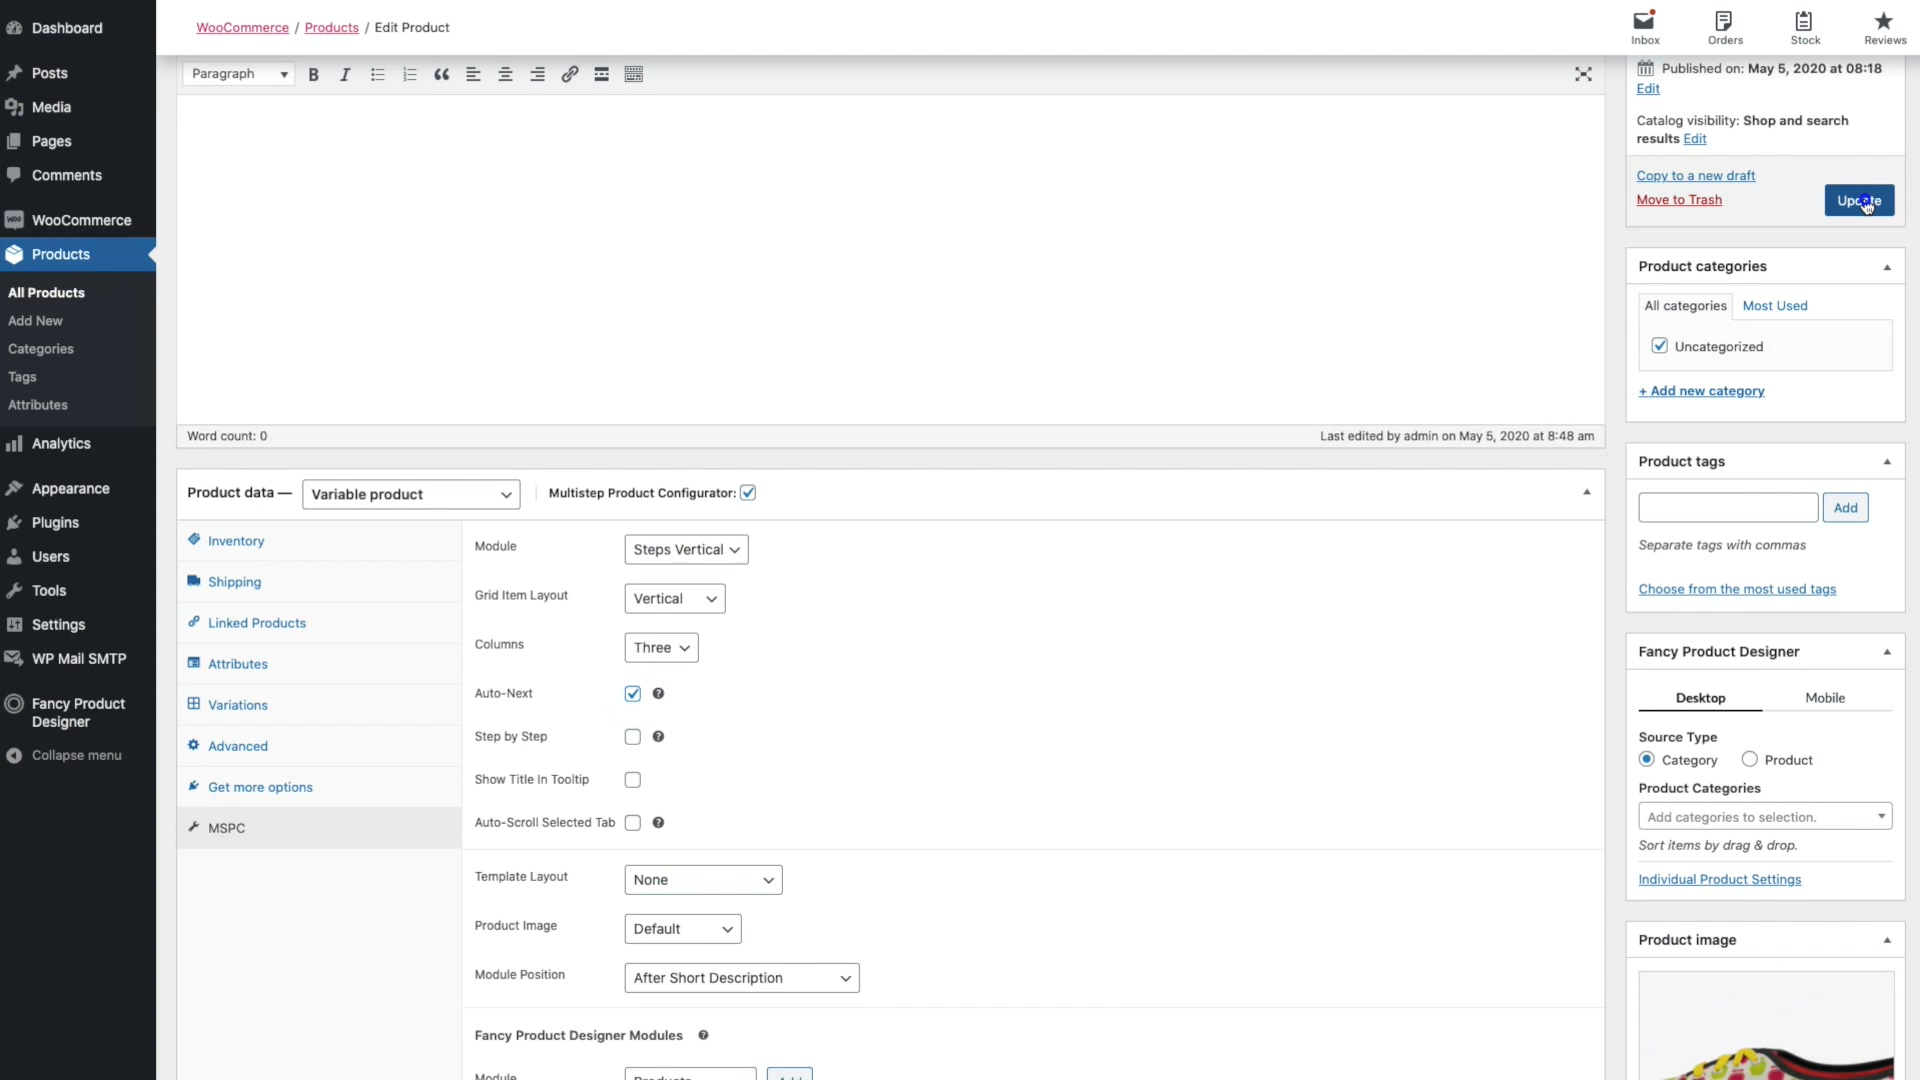 Dashboard
Posts
Media
Pages
Comments
WooCommerce
Products
All Products
Add New
Categories
Tags
Attributes
Analytics
Appearance
Plugins
Users
Tools
Settings
WP Mail SMTP
Fancy Product
Designer
Collapse menu
WooCommerce / Products / Edit Product
Inbox
Orders
Stock
Reviews
Paragraph
Word count: 0
Last edited by admin on May 5, 2020 at 8:48 am
Product data — Variable product
Multistep Product Configurator:
Inventory
Shipping
Linked Products
Attributes
Variations
Advanced
Get more options
MSPC
Module Steps Vertical
Grid Item Layout Vertical
Columns Three
Auto-Next
Step by Step
Show Title In Tooltip
Auto-Scroll Selected Tab
Template Layout None
Product Image Default
Module Position After Short Description
Fancy Product Designer Modules
Module Products Add
Published on: May 5, 2020 at 08:18
Edit
Catalog visibility: Shop and search
results Edit
Copy to a new draft
Move to Trash
Update
Product categories
All categories Most Used
Uncategorized
+ Add new category
Product tags
Add
Separate tags with commas
Choose from the most used tags
Fancy Product Designer
Desktop Mobile
Source Type
Category Product
Product Categories
Add categories to selection.
Sort items by drag & drop.
Individual Product Settings
Product image